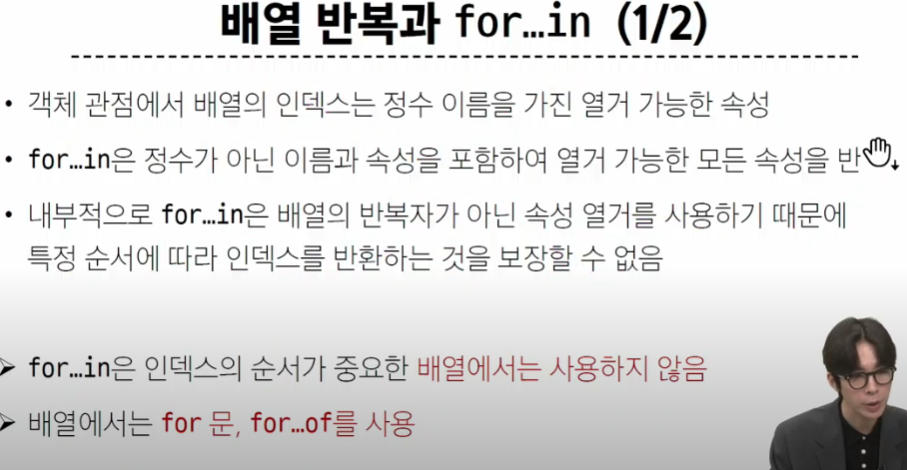 배열 반복과 for…in (1/2)
• 객체 관점에서 배열의 인덱스는 정수 이름을 가진 열거 가능한 속성
• for…in은 정수가 아닌 이름과 속성을 포함하여 열거 가능한 모든 속성을 반
• 내부적으로 for…in은 배열의 반복자가 아닌 속성 열거를 사용하기 때문에
특정 순서에 따라 인덱스를 반환하는 것을 보장할 수 없음
➢ for…in은 인덱스의 순서가 중요한 배열에서는 사용하지 않음
➢ 배열에서는 for 문, for…of를 사용